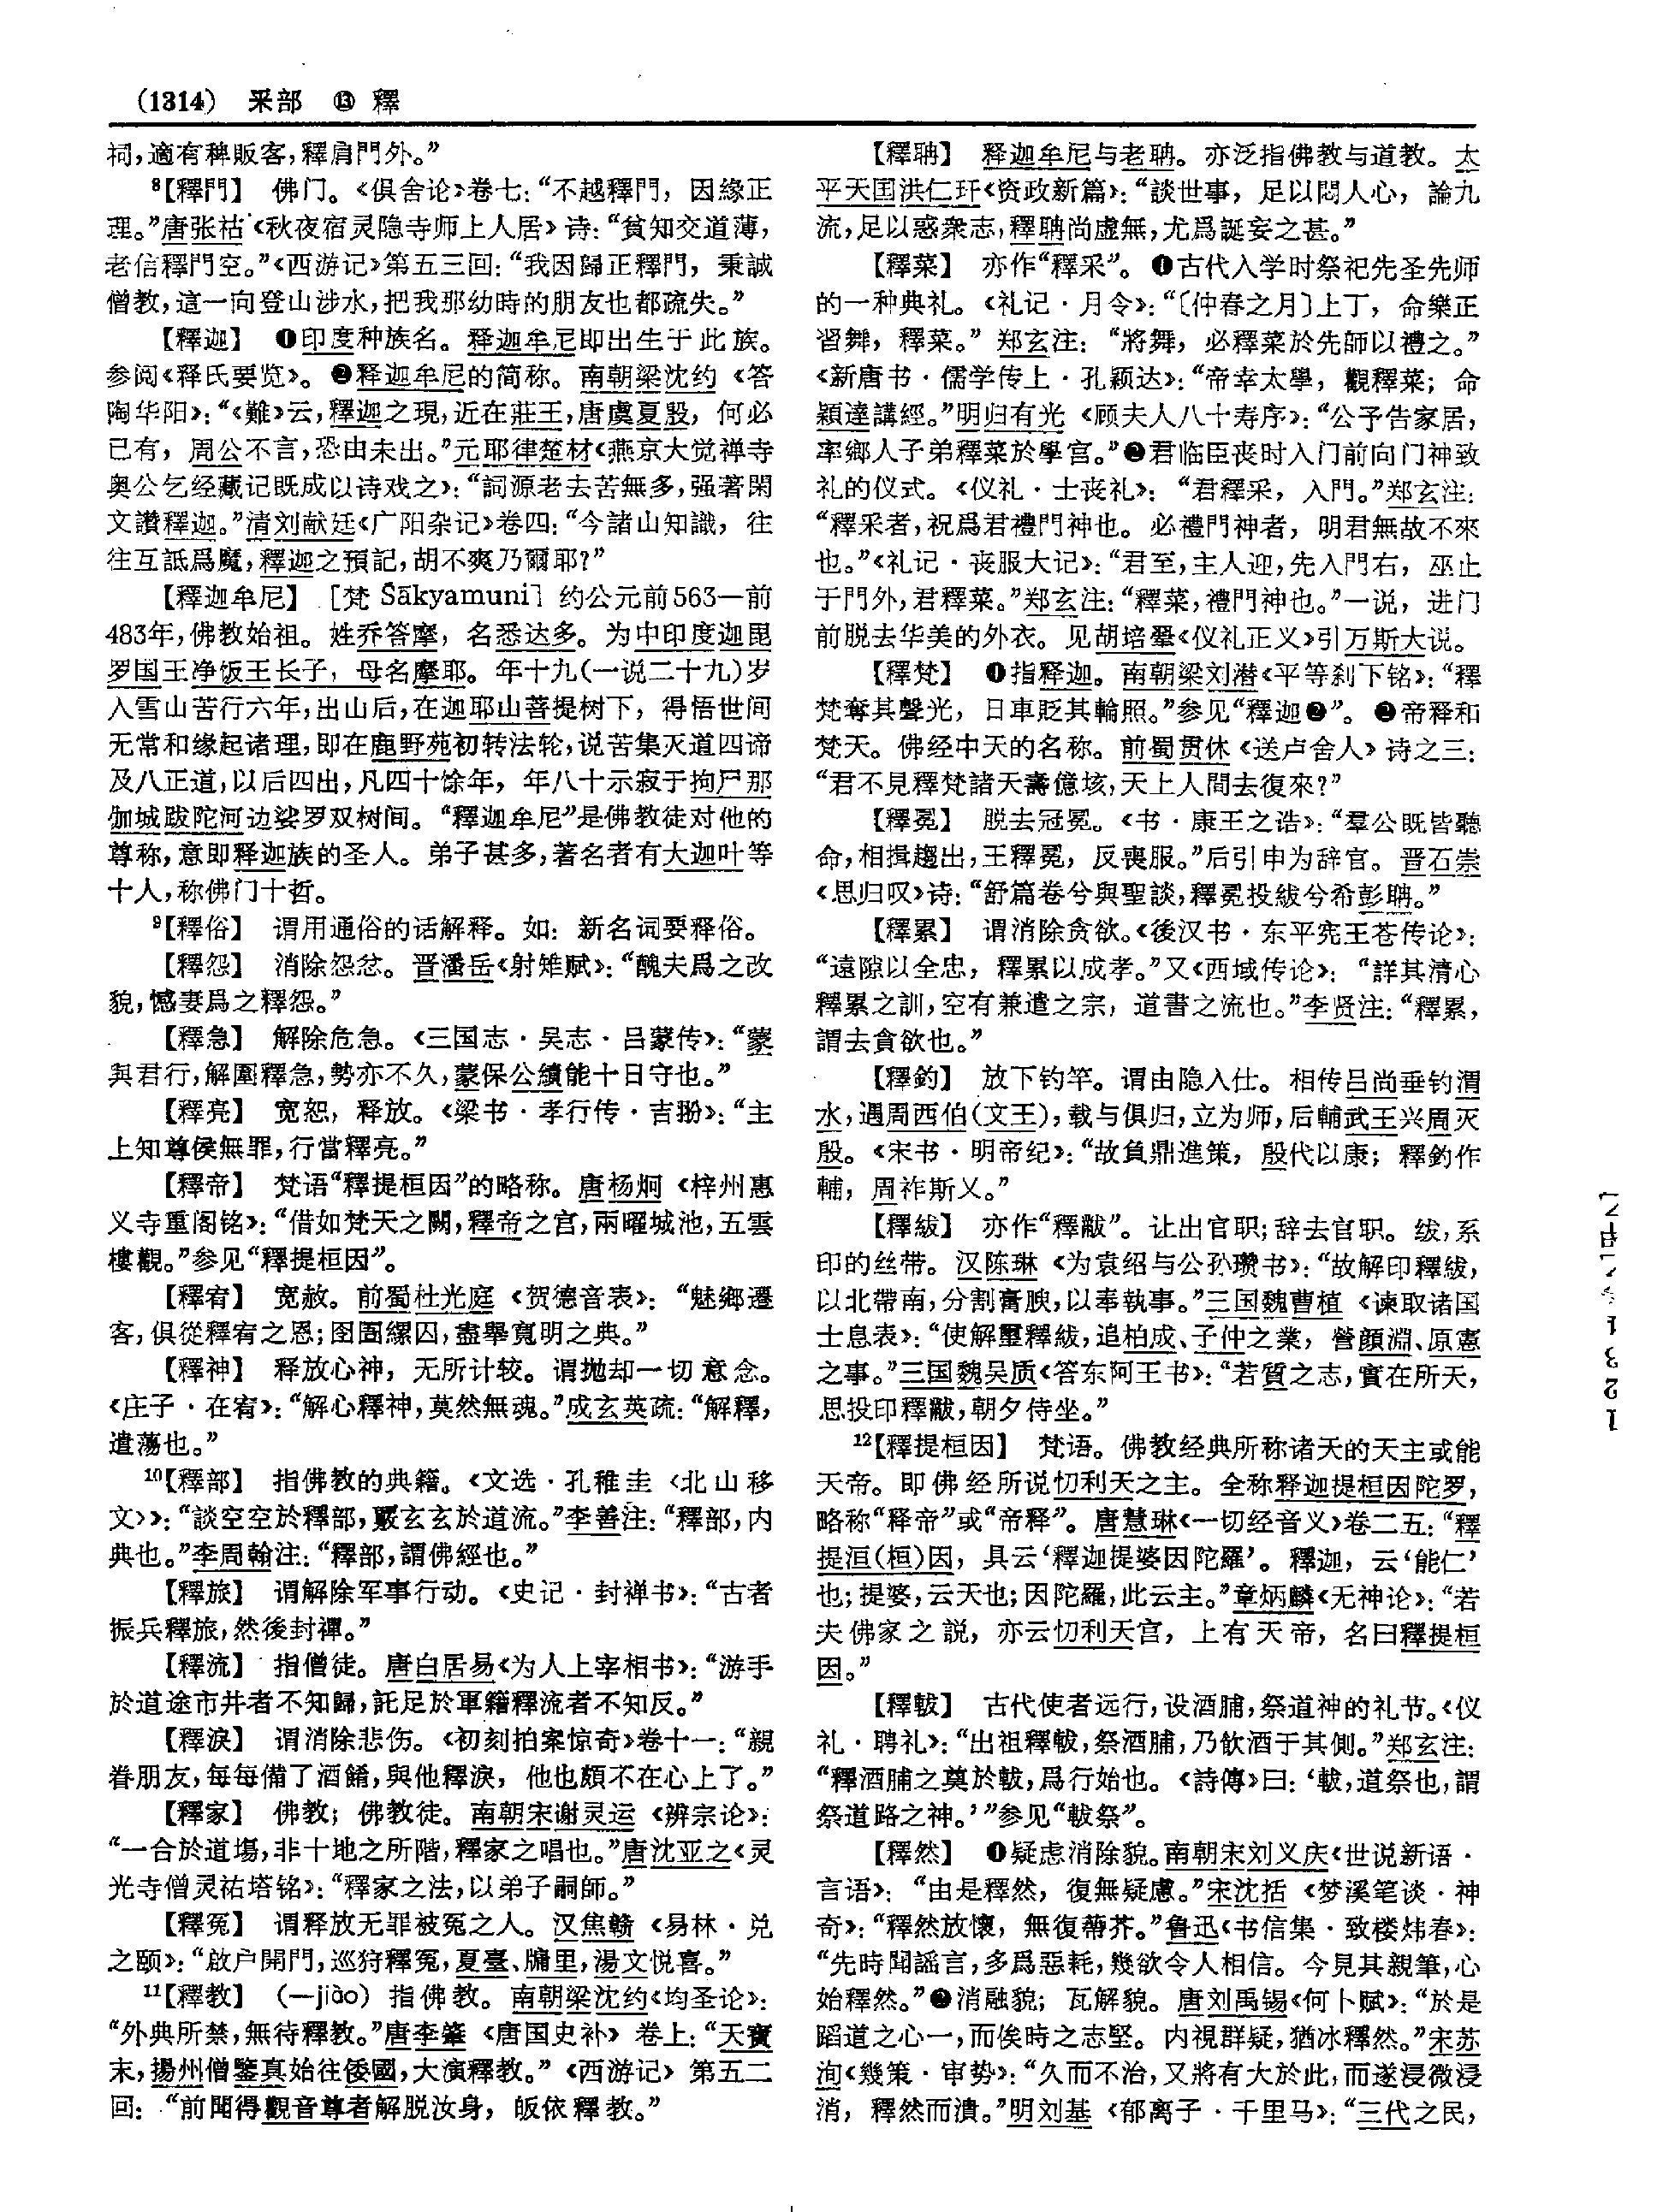 (1314) 釆部 ⑬ 釋
祠，適有稗販客，釋肩門外。”
⁸【釋門】 佛门。《俱舍论》卷七：“不越釋門，因緣正
理。”唐张祜《秋夜宿灵隐寺师上人居》诗：“貧知交道薄，
老信釋門空。”《西游记》第五三回：“我因歸正釋門，秉誠
僧教，這一向登山涉水，把我那幼時的朋友也都疏失。”
【釋迦】 ❶印度种族名。释迦牟尼即出生于此族。
参阅《释氏要览》。❷释迦牟尼的简称。南朝梁沈约《答
陶华阳》：“《難》云，釋迦之現，近在莊王，唐虞夏殷，何必
已有，周公不言，恐由未出。”元耶律楚材《燕京大觉禅寺
奥公乞经藏记既成以诗戏之》：“詞源老去苦無多，强著閑
文讚釋迦。”清刘献廷《广阳杂记》卷四：“今諸山知識，往
往互詆爲魔，釋迦之預記，胡不爽乃爾耶？”
【釋迦牟尼】 [梵 Śākyamuni] 约公元前563—前
483年，佛教始祖。姓乔答摩，名悉达多。为中印度迦毘
罗国王净饭王长子，母名摩耶。年十九(一说二十九)岁
入雪山苦行六年，出山后，在迦耶山菩提树下，得悟世间
无常和缘起诸理，即在鹿野苑初转法轮，说苦集灭道四谛
及八正道，以后四出，凡四十馀年，年八十示寂于拘尸那
伽城跋陀河边娑罗双树间。“釋迦牟尼”是佛教徒对他的
尊称，意即释迦族的圣人。弟子甚多，著名者有大迦叶等
十人，称佛门十哲。
⁹【釋俗】 谓用通俗的话解释。如：新名词要释俗。
【釋怨】 消除怨忿。晋潘岳《射雉赋》：“醜夫爲之改
貌，憾妻爲之釋怨。”
【釋急】 解除危急。《三国志·吴志·吕蒙传》：“蒙
與君行，解圍釋急，勢亦不久，蒙保公績能十日守也。”
【釋亮】 宽恕，释放。《梁书·孝行传·吉翂》：“主
上知尊侯無罪，行當釋亮。”
【釋帝】 梵语“釋提桓因”的略称。唐杨炯《梓州惠
义寺重阁铭》：“借如梵天之闕，釋帝之宫，兩曜城池，五雲
樓觀。”参见“釋提桓因”。
【釋宥】 宽赦。前蜀杜光庭《贺德音表》：“魅鄉遷
客，俱從釋宥之恩；囹圄縲囚，盡舉寬明之典。”
【釋神】 释放心神，无所计较。谓抛却一切意念。
《庄子·在宥》：“解心釋神，莫然無魂。”成玄英疏：“解釋，
遣蕩也。”
¹⁰【釋部】 指佛教的典籍。《文选·孔稚圭〈北山移
文〉》：“談空空於釋部，覈玄玄於道流。”李善注：“釋部，内
典也。”李周翰注：“釋部，謂佛經也。”
【釋旅】 谓解除军事行动。《史记·封禅书》：“古者
振兵釋旅，然後封禪。”
【釋流】 指僧徒。唐白居易《为人上宰相书》：“游手
於道途市井者不知歸，託足於軍籍釋流者不知反。”
【釋淚】 谓消除悲伤。《初刻拍案惊奇》卷十一：“親
眷朋友，每每備了酒餚，與他釋淚，他也頗不在心上了。”
【釋家】 佛教；佛教徒。南朝宋谢灵运《辨宗论》：
“一合於道場，非十地之所階，釋家之唱也。”唐沈亚之《灵
光寺僧灵祐塔铭》：“釋家之法，以弟子嗣師。”
【釋冤】 谓释放无罪被冤之人。汉焦赣《易林·兑
之颐》：“啟户開門，巡狩釋冤，夏臺、牖里，湯文悦喜。”
¹¹【釋教】 (—jiào) 指佛教。南朝梁沈约《均圣论》：
“外典所禁，無待釋教。”唐李肇《唐国史补》卷上：“天寶
末，揚州僧鑒真始往倭國，大演釋教。”《西游记》第五二
回：“前聞得觀音尊者解脱汝身，皈依釋教。”
【釋聃】 释迦牟尼与老聃。亦泛指佛教与道教。太
平天国洪仁玕《资政新篇》：“談世事，足以悶人心，論九
流，足以惑衆志，釋聃尚虚無，尤爲誕妄之甚。”
【釋菜】 亦作“釋采”。❶古代入学时祭祀先圣先师
的一种典礼。《礼记·月令》：“〔仲春之月〕上丁，命樂正
習舞，釋菜。”郑玄注：“將舞，必釋菜於先師以禮之。”
《新唐书·儒学传上·孔颖达》：“帝幸太學，觀釋菜；命
穎達講經。”明归有光《顾夫人八十寿序》：“公予告家居，
率鄉人子弟釋菜於學宫。”❷君临臣丧时入门前向门神致
礼的仪式。《仪礼·士丧礼》：“君釋采，入門。”郑玄注：
“釋采者，祝爲君禮門神也。必禮門神者，明君無故不來
也。”《礼记·丧服大记》：“君至，主人迎，先入門右，巫止
于門外，君釋菜。”郑玄注：“釋菜，禮門神也。”一说，进门
前脱去华美的外衣。见胡培翚《仪礼正义》引万斯大说。
【釋梵】 ❶指释迦。南朝梁刘潜《平等刹下铭》：“釋
梵奪其聲光，日車貶其輪照。”参见“釋迦❷”。❷帝释和
梵天。佛经中天的名称。前蜀贯休《送卢舍人》诗之三：
“君不見釋梵諸天壽億垓，天上人間去復來？”
【釋冕】 脱去冠冕。《书·康王之诰》：“羣公既皆聽
命，相揖趨出，王釋冕，反喪服。”后引申为辞官。晋石崇
《思归叹》诗：“舒篇卷兮與聖談，釋冕投紱兮希彭聃。”
【釋累】 谓消除贪欲。《後汉书·东平宪王苍传论》：
“遠隙以全忠，釋累以成孝。”又《西域传论》：“詳其清心
釋累之訓，空有兼遣之宗，道書之流也。”李贤注：“釋累，
謂去貪欲也。”
【釋釣】 放下钓竿。谓由隐入仕。相传吕尚垂钓渭
水，遇周西伯(文王)，载与俱归，立为师，后輔武王兴周灭
殷。《宋书·明帝纪》：“故負鼎進策，殷代以康；釋釣作
輔，周祚斯乂。”
【釋紱】 亦作“釋黻”。让出官职；辞去官职。绂，系
印的丝带。汉陈琳《为袁绍与公孙瓒书》：“故解印釋紱，
以北帶南，分割膏腴，以奉執事。”三国魏曹植《谏取诸国
士息表》：“使解璽釋紱，追柏成、子仲之業，營顔淵、原憲
之事。”三国魏吴质《答东阿王书》：“若質之志，實在所天，
思投印釋黻，朝夕侍坐。”
¹²【釋提桓因】 梵语。佛教经典所称诸天的天主或能
天帝。即佛经所说忉利天之主。全称释迦提桓因陀罗，
略称“释帝”或“帝释”。唐慧琳《一切经音义》卷二五：“釋
提洹(桓)因，具云‘釋迦提婆因陀羅’。釋迦，云‘能仁’
也；提婆，云天也；因陀羅，此云主。”章炳麟《无神论》：“若
夫佛家之説，亦云忉利天宫，上有天帝，名曰釋提桓
因。”
【釋軷】 古代使者远行，设酒脯，祭道神的礼节。《仪
礼·聘礼》：“出祖釋軷，祭酒脯，乃飲酒于其側。”郑玄注：
“釋酒脯之奠於軷，爲行始也。《詩傳》曰：‘軷，道祭也，謂
祭道路之神。’”参见“軷祭”。
【釋然】 ❶疑虑消除貌。南朝宋刘义庆《世说新语·
言语》：“由是釋然，復無疑慮。”宋沈括《梦溪笔谈·神
奇》：“釋然放懷，無復蔕芥。”鲁迅《书信集·致楼炜春》：
“先時聞謡言，多爲惡耗，幾欲令人相信。今見其親筆，心
始釋然。”❷消融貌；瓦解貌。唐刘禹锡《何卜赋》：“於是
蹈道之心一，而俟時之志堅。内視群疑，猶冰釋然。”宋苏
洵《幾策·审势》：“久而不治，又將有大於此，而遂浸微浸
消，釋然而潰。”明刘基《郁离子·千里马》：“三代之民，